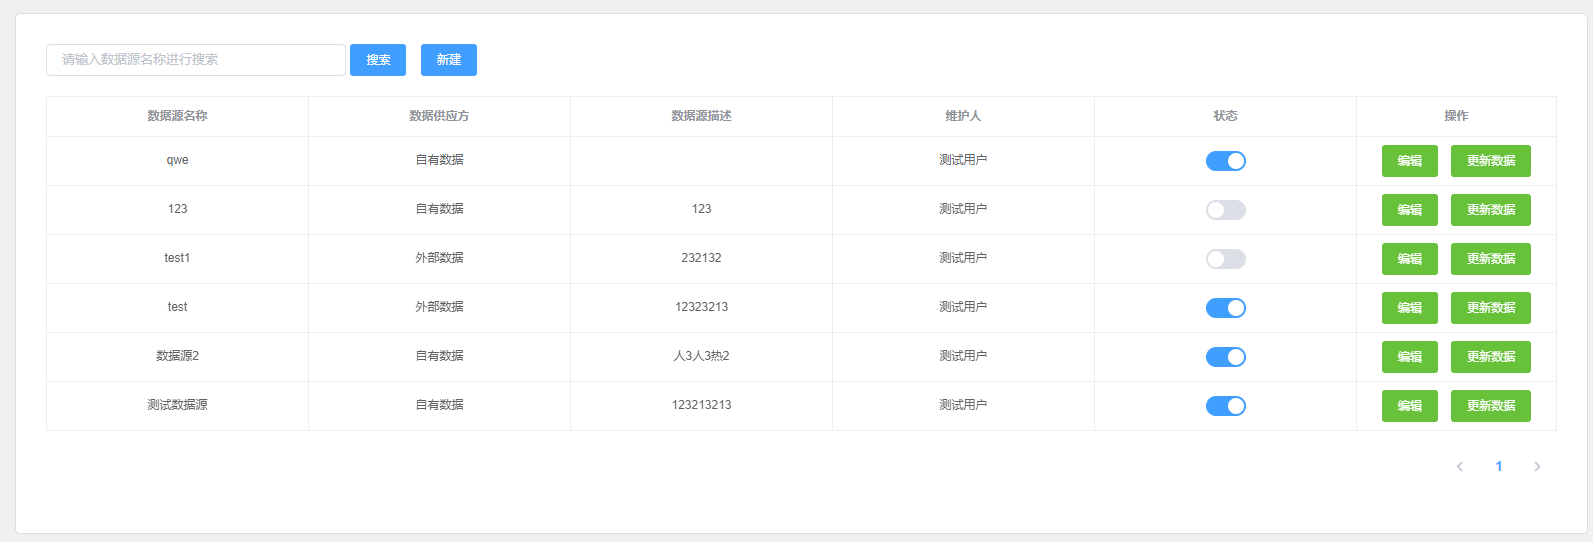 请输入数据源名称进行搜索 搜索 新建
数据源名称 数据供应方 数据源描述 维护人 状态 操作
qwe 自有数据 测试用户 编辑 更新数据
123 自有数据 123 测试用户 编辑 更新数据
test1 外部数据 232132 测试用户 编辑 更新数据
test 外部数据 12323213 测试用户 编辑 更新数据
数据源2 自有数据 人3人3热2 测试用户 编辑 更新数据
测试数据源 自有数据 123213213 测试用户 编辑 更新数据
1